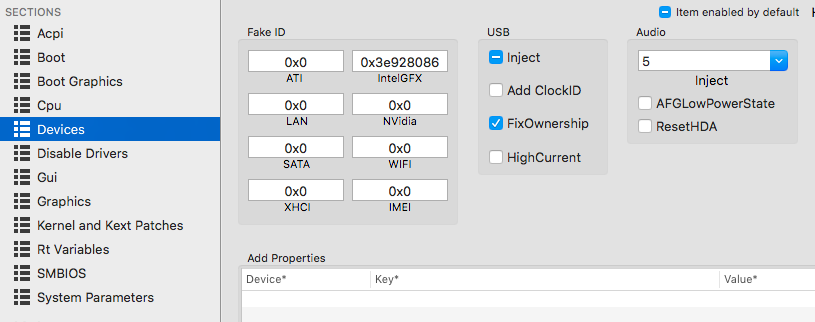 SECTIONS
Acpi
Boot
Boot Graphics
Cpu
Devices
Disable Drivers
Gui
Graphics
Kernel and Kext Patches
Rt Variables
SMBIOS
System Parameters
Item enabled by default
Fake ID
0x0 0x3e928086
ATI IntelGFX
0x0 0x0
LAN NVidia
0x0 0x0
SATA WIFI
0x0 0x0
XHCI IMEI
USB
Inject
Add ClockID
FixOwnership
HighCurrent
Audio
5
Inject
AFGLowPowerState
ResetHDA
Add Properties
Device* Key* Value*